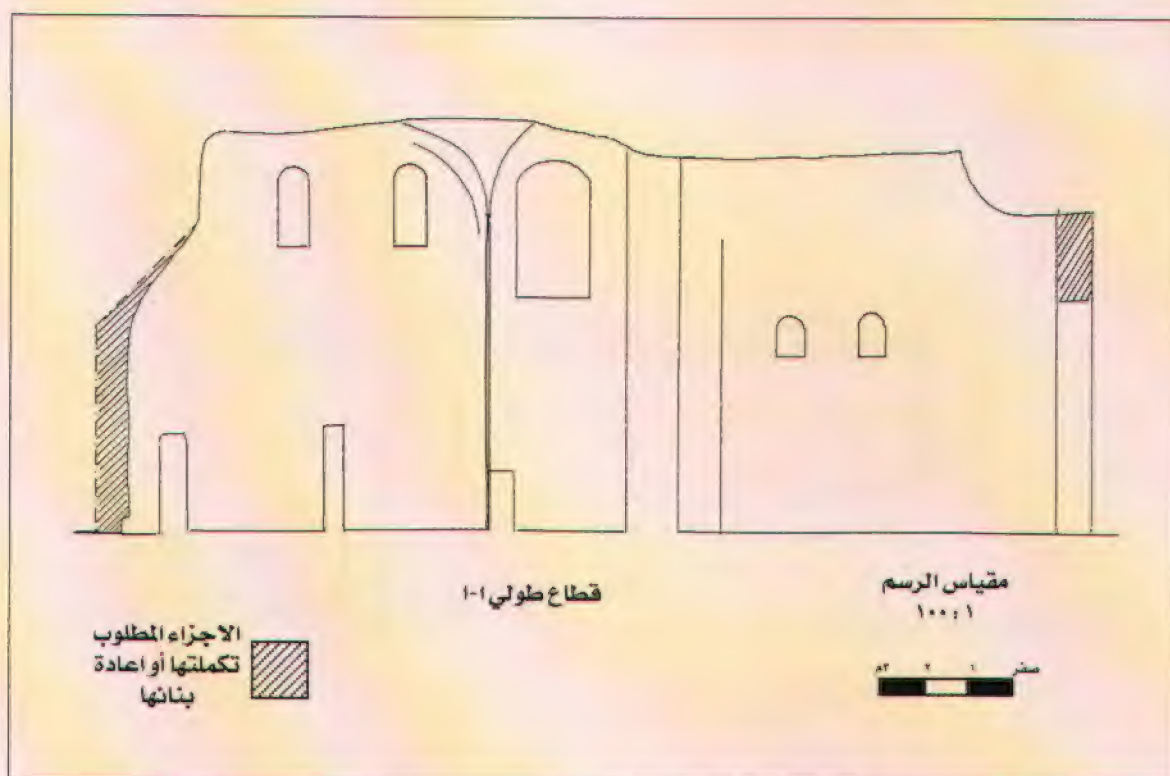 قطاع طولي ١-١
مقياس الرسم
١ : ١٠٠
الاجزاء المطلوب
تكملتها أو اعادة
بنائها
صفر ١ ٢ ٣م